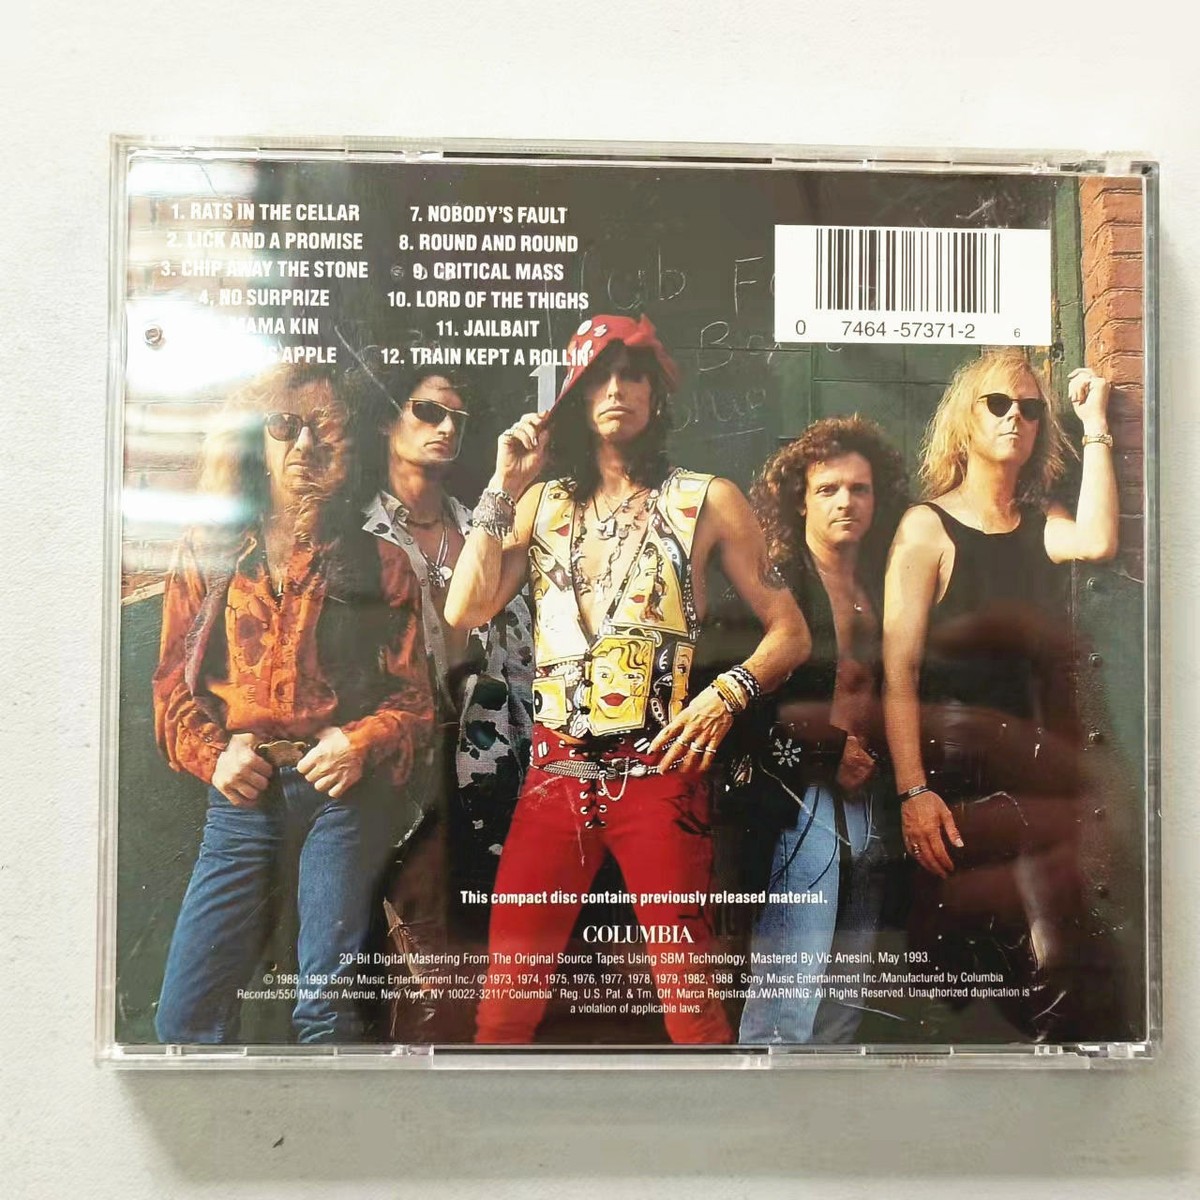 1. RATS IN THE CELLAR
2. LICK AND A PROMISE
3. CHIP AWAY THE STONE
4. NO SURPRIZE
MAMA KIN
APPLE
7. NOBODY'S FAULT
8. ROUND AND ROUND
9. CRITICAL MASS
10. LORD OF THE THIGHS
11. JAILBAIT
12. TRAIN KEPT A ROLLIN'
0 7464-57371-2 6
This compact disc contains previously released material.
COLUMBIA
20-Bit Digital Mastering From The Original Source Tapes Using SBM Technology. Mastered By Vic Anesini, May 1993.
© 1988, 1993 Sony Music Entertainment Inc./℗ 1973, 1974, 1975, 1976, 1977, 1978, 1979, 1982, 1988 Sony Music Entertainment Inc./Manufactured by Columbia
Records/550 Madison Avenue, New York, NY 10022-3211/"Columbia" Reg. U.S. Pat. & Tm. Off. Marca Registrada./WARNING: All Rights Reserved. Unauthorized duplication is
a violation of applicable laws.